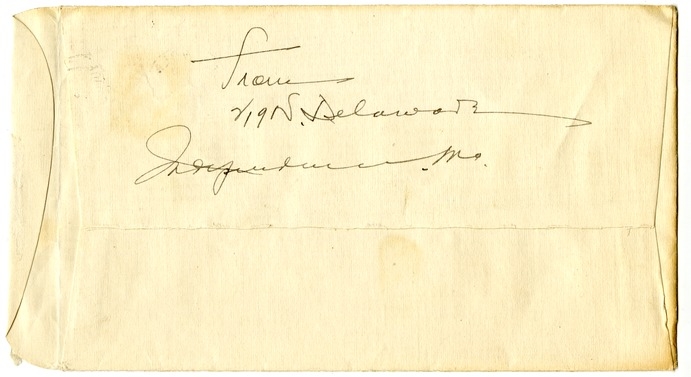 From
219 N. Delaware
Independence Mo.